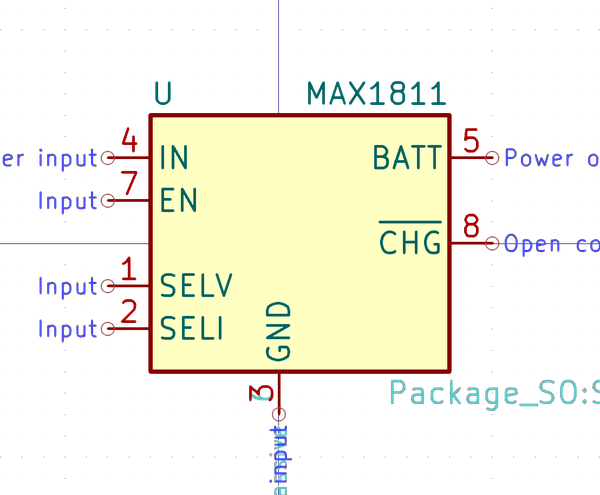 U MAX1811
er input 4 IN BATT 5 Power o
Input 7 EN
CHG 8 Open co
Input 1 SELV
Input 2 SELI
GND
3
Package_SO:S
input